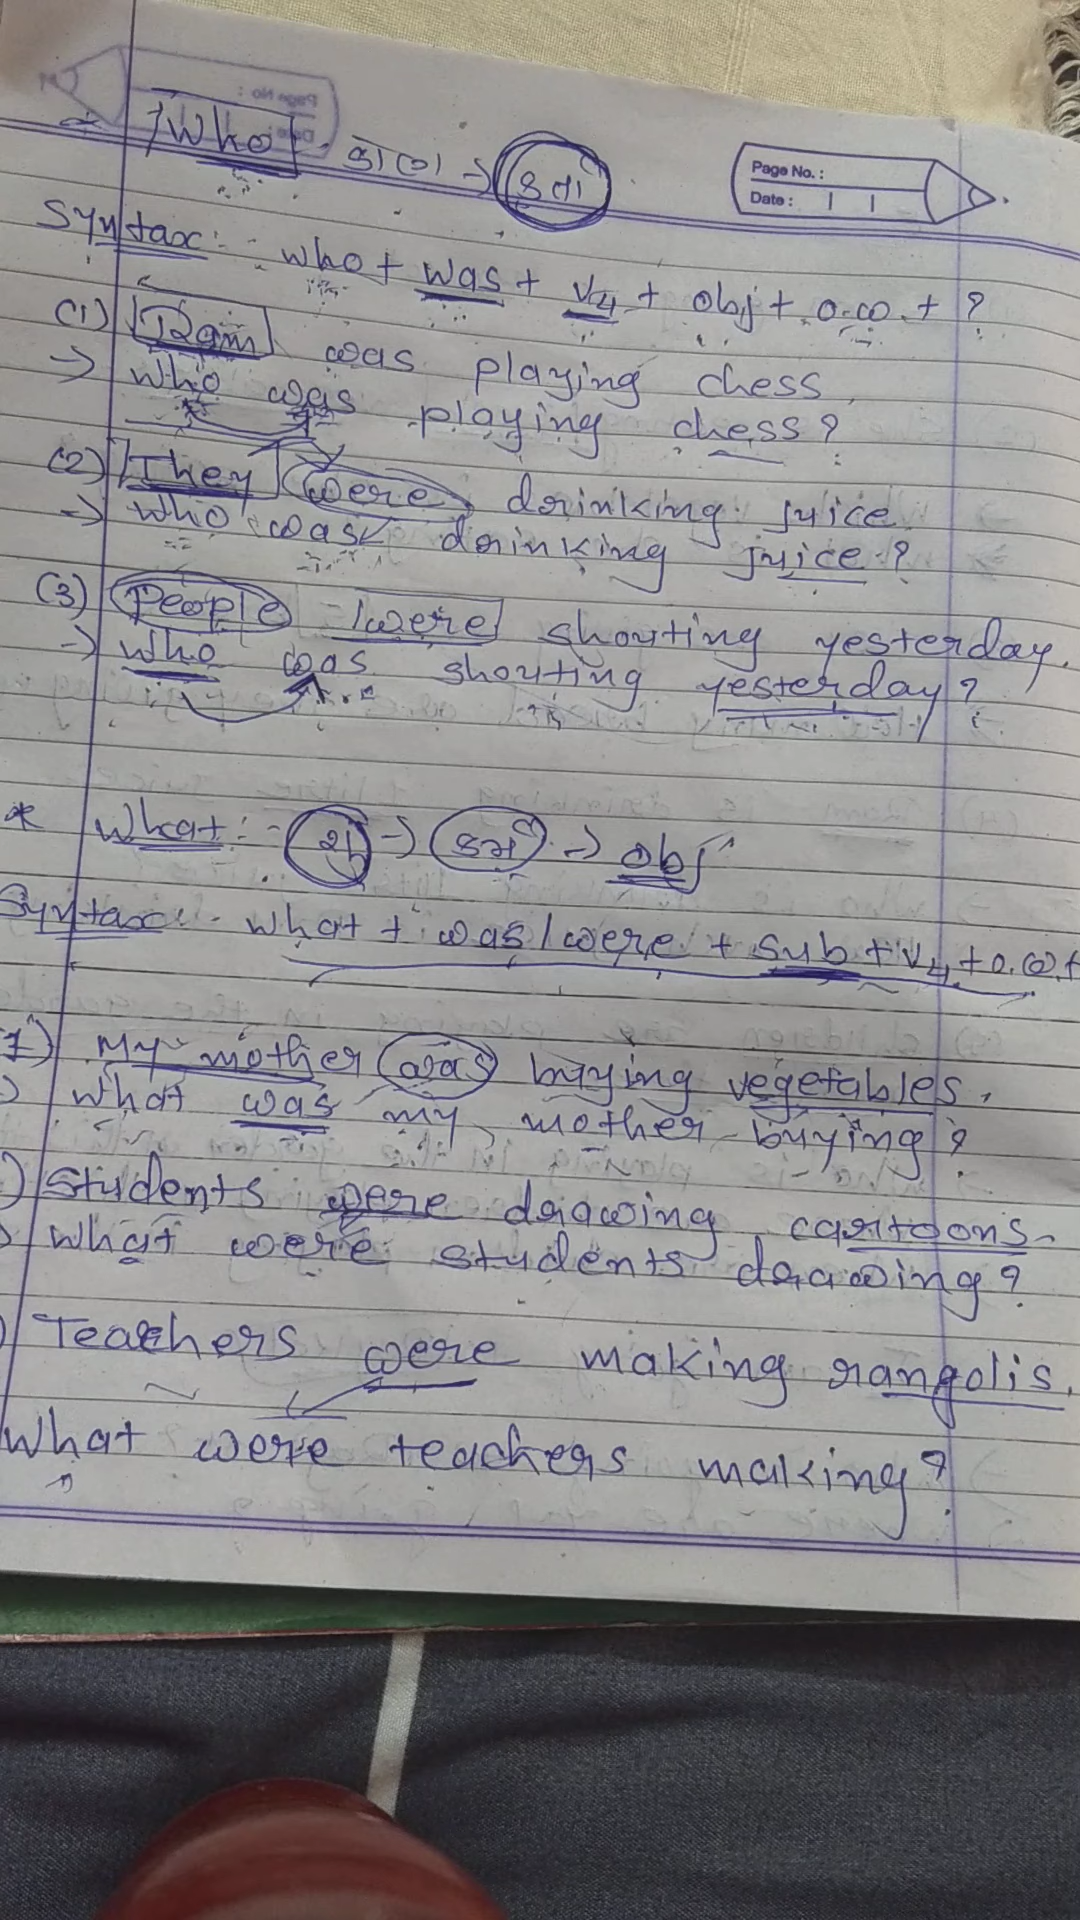 Page No. :
Date :
Who : કોણ → કર્તા
Syntax :- who + was + V4 + obj + o.w. + ?
(1) Ram was playing chess.
→ who was playing chess?
(2) They were drinking juice.
→ who was drinking juice?
(3) People were shouting yesterday.
→ who was shouting yesterday?
* What :- શું → કર્મ → obj
Syntax :- what + was/were + sub + V4 + o.w. +
1) My mother was buying vegetables.
what was my mother buying?
) Students were drawing cartoons.
what were students drawing?
) Teachers were making rangolis.
What were teachers making?